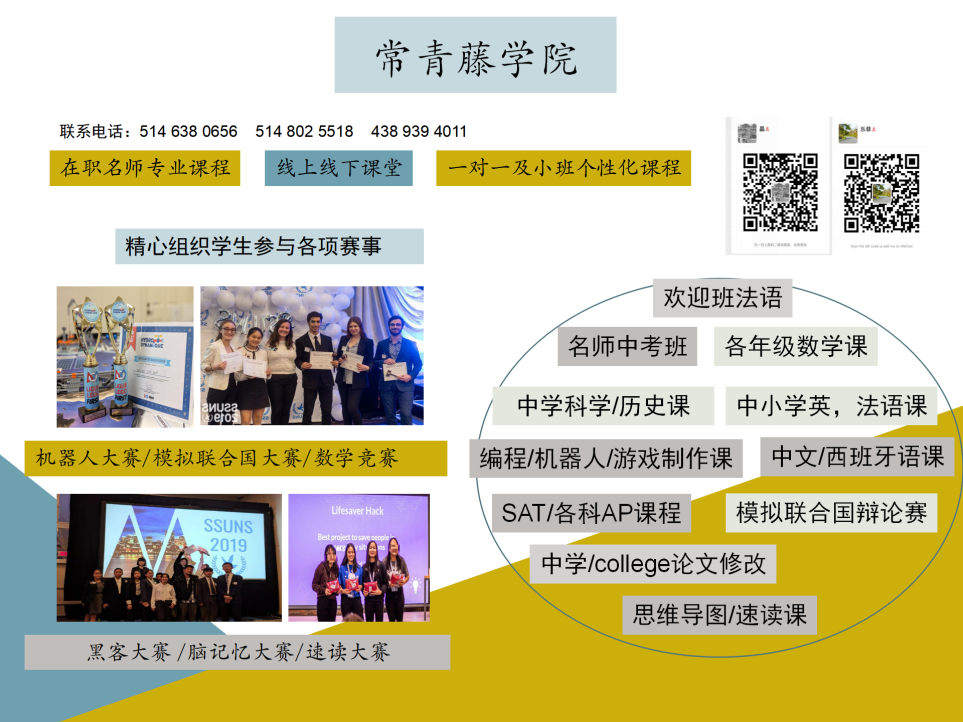 常青藤学院
联系电话：514 638 0656 514 802 5518 438 939 4011
在职名师专业课程
线上线下课堂
一对一及小班个性化课程
精心组织学生参与各项赛事
机器人大赛/模拟联合国大赛/数学竞赛
SSUNS
2019
Lifesaver Hack
黑客大赛 /脑记忆大赛/速读大赛
欢迎班法语
名师中考班
各年级数学课
中学科学/历史课
中小学英，法语课
编程/机器人/游戏制作课
中文/西班牙语课
SAT/各科AP课程
模拟联合国辩论赛
中学/college论文修改
思维导图/速读课